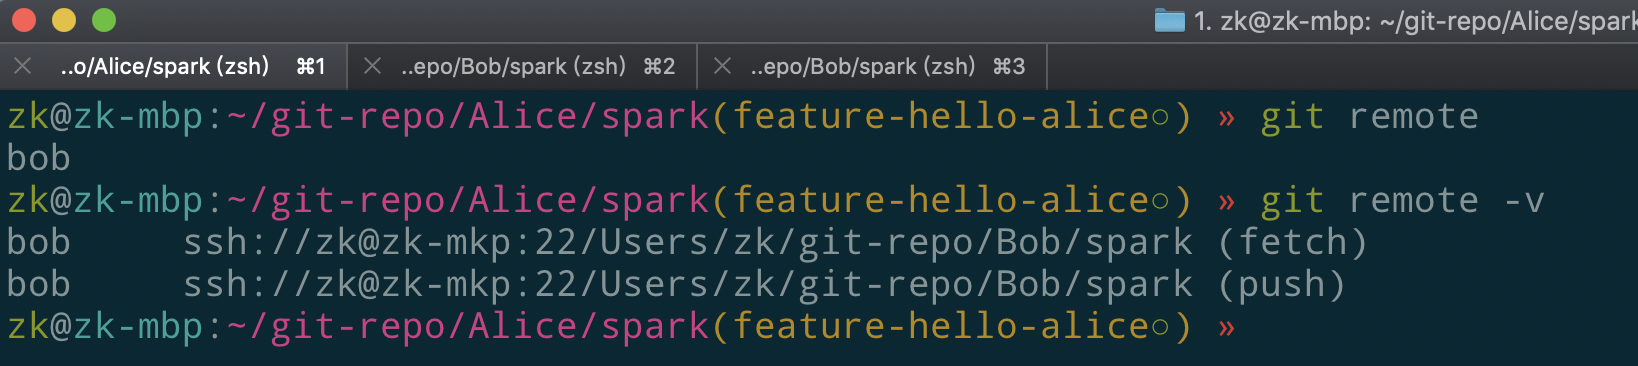 1. zk@zk-mbp: ~/git-repo/Alice/spark
..o/Alice/spark (zsh) ⌘1 ..epo/Bob/spark (zsh) ⌘2 ..epo/Bob/spark (zsh) ⌘3
zk@zk-mbp:~/git-repo/Alice/spark(feature-hello-alice○) » git remote
bob
zk@zk-mbp:~/git-repo/Alice/spark(feature-hello-alice○) » git remote -v
bob ssh://zk@zk-mkp:22/Users/zk/git-repo/Bob/spark (fetch)
bob ssh://zk@zk-mkp:22/Users/zk/git-repo/Bob/spark (push)
zk@zk-mbp:~/git-repo/Alice/spark(feature-hello-alice○) »